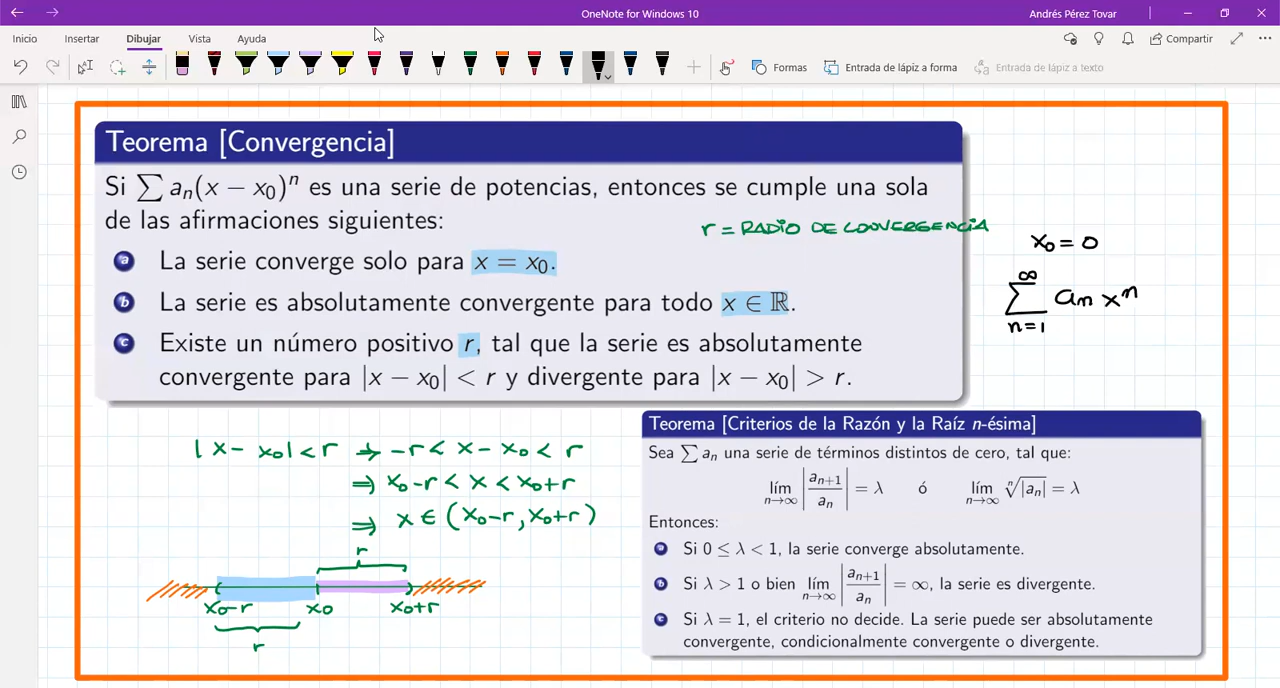 OneNote for Windows 10
Andrés Pérez Tovar
Inicio
Insertar
Dibujar
Vista
Ayuda
Compartir
Formas
Entrada de lápiz a forma
Entrada de lápiz a texto
Teorema [Convergencia]
Si ∑ aₙ(x − x₀)ⁿ es una serie de potencias, entonces se cumple una sola
de las afirmaciones siguientes:
r = RADIO DE CONVERGENCIA
a La serie converge solo para x = x₀.
b La serie es absolutamente convergente para todo x ∈ ℝ.
c Existe un número positivo r, tal que la serie es absolutamente
convergente para |x − x₀| < r y divergente para |x − x₀| > r.
x₀ = 0
∞
∑ aₙ xⁿ
n=1
|x − x₀| < r ⇒ −r < x − x₀ < r
⇒ x₀−r < x < x₀+r
⇒ x ∈ (x₀−r, x₀+r)
r
x₀−r x₀ x₀+r
r
Teorema [Criterios de la Razón y la Raíz n-ésima]
Sea ∑ aₙ una serie de términos distintos de cero, tal que:
lím n→∞ |aₙ₊₁/aₙ| = λ ó lím n→∞ ⁿ√|aₙ| = λ
Entonces:
a Si 0 ≤ λ < 1, la serie converge absolutamente.
b Si λ > 1 o bien lím n→∞ |aₙ₊₁/aₙ| = ∞, la serie es divergente.
c Si λ = 1, el criterio no decide. La serie puede ser absolutamente
convergente, condicionalmente convergente o divergente.